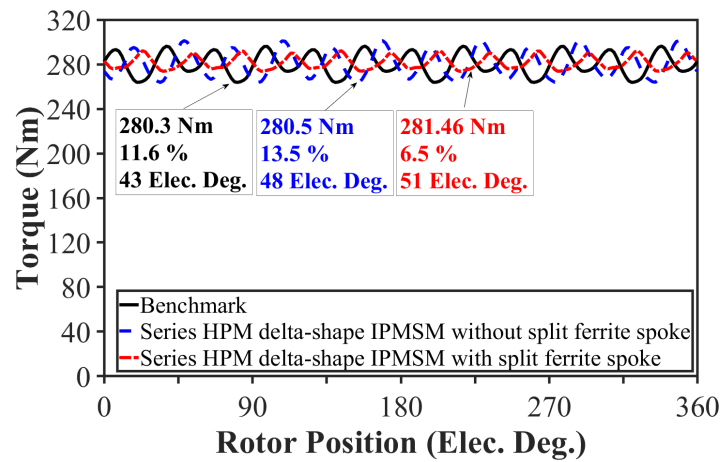 320
280
240
200
160
120
80
40
0
Torque (Nm)
280.3 Nm
11.6 %
43 Elec. Deg.
280.5 Nm
13.5 %
48 Elec. Deg.
281.46 Nm
6.5 %
51 Elec. Deg.
Benchmark
Series HPM delta-shape IPMSM without split ferrite spoke
Series HPM delta-shape IPMSM with split ferrite spoke
0 90 180 270 360
Rotor Position (Elec. Deg.)